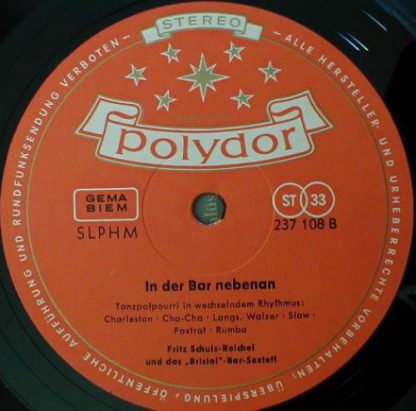 STEREO
Polydor
GEMA
BIEM
SLPHM
ST 33
237 108 B
In der Bar nebenan
Tanzpotpourri in wechselndem Rhythmus:
Charleston · Cha-Cha · Langs. Walzer · Slow ·
Foxtrot · Rumba
Fritz Schulz-Reichel
und das „Bristol"-Bar-Sextett
– ALLE HERSTELLER- UND URHEBERRECHTE VORBEHALTEN, ÜBERSPIELUNG, ÖFFENTLICHE AUFFÜHRUNG UND RUNDFUNKSENDUNG VERBOTEN –